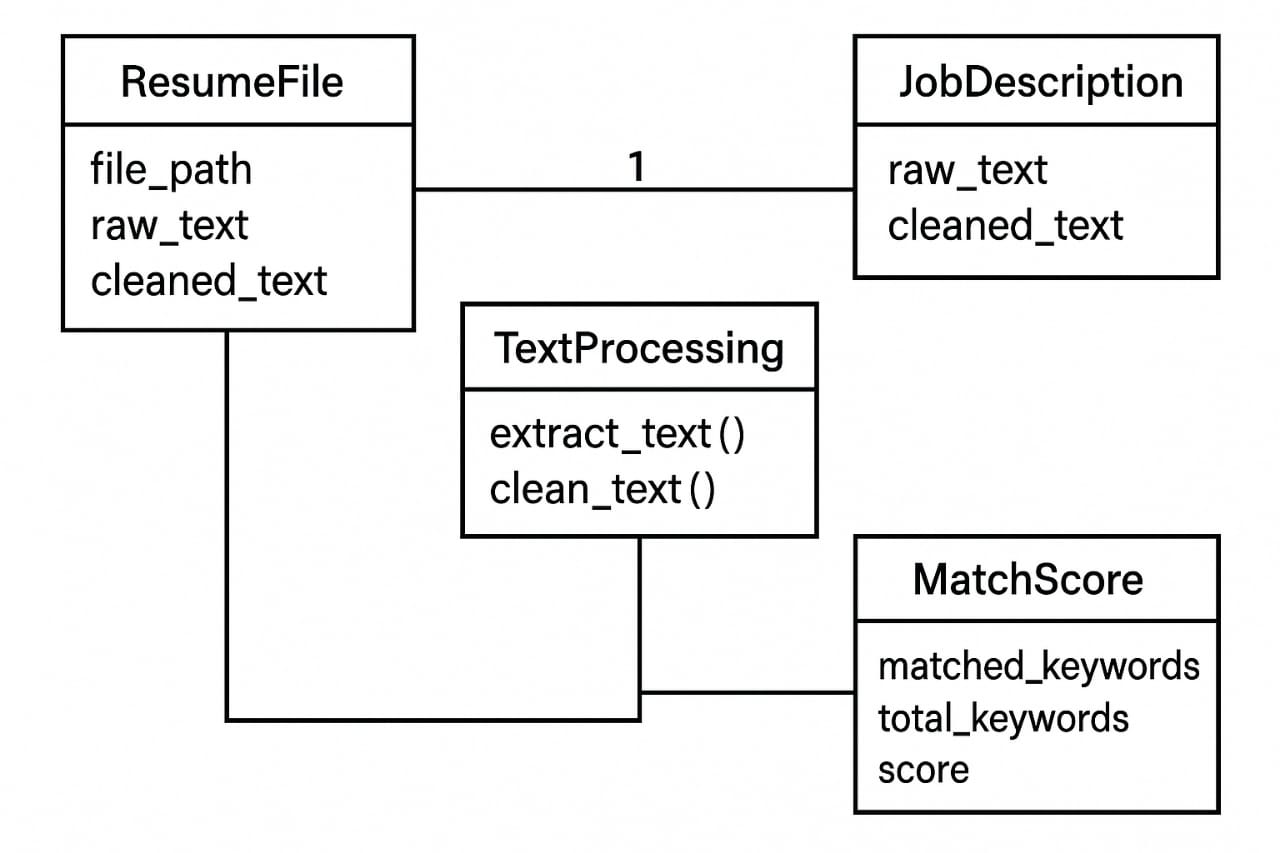 ResumeFile
file_path
raw_text
cleaned_text
1
JobDescription
raw_text
cleaned_text
TextProcessing
extract_text()
clean_text()
MatchScore
matched_keywords
total_keywords
score